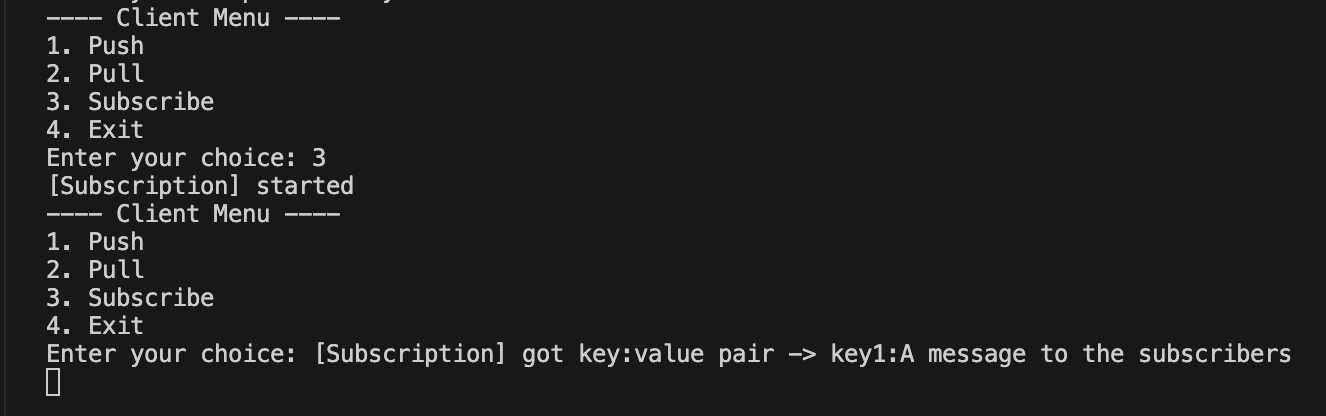 ---- Client Menu ----
1. Push
2. Pull
3. Subscribe
4. Exit
Enter your choice: 3
[Subscription] started
---- Client Menu ----
1. Push
2. Pull
3. Subscribe
4. Exit
Enter your choice: [Subscription] got key:value pair -> key1:A message to the subscribers